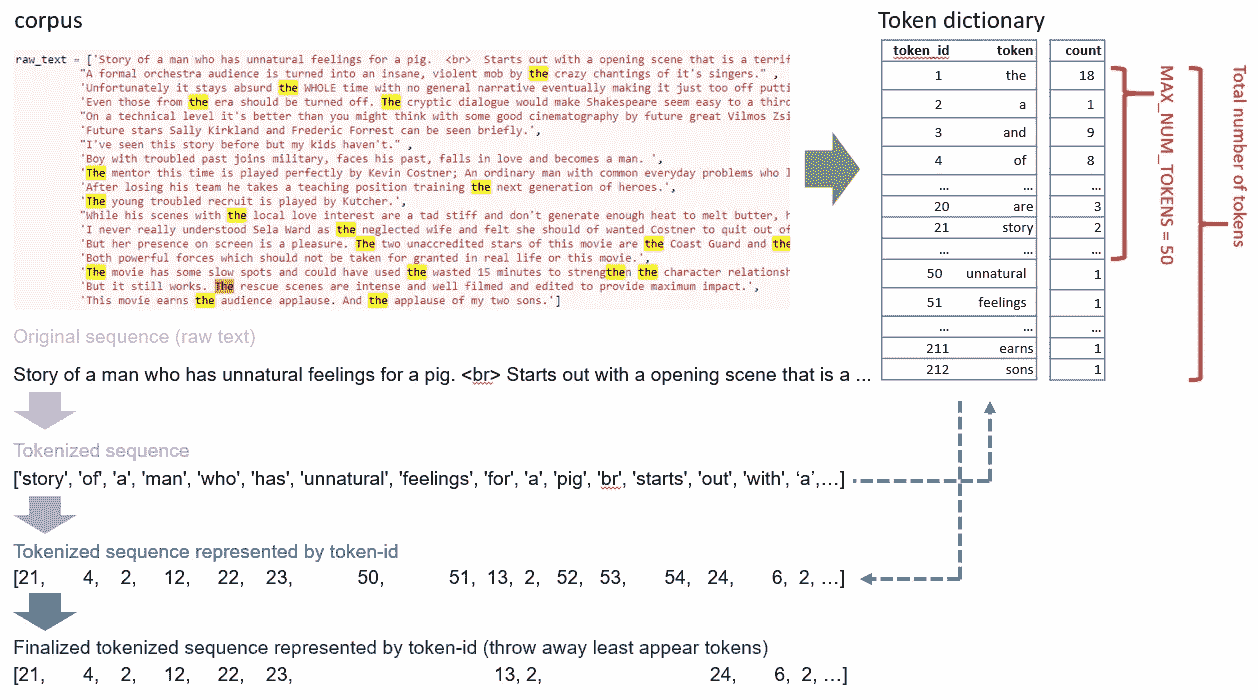 corpus
raw_text = ['Story of a man who has unnatural feelings for a pig.  <br>  Starts out with a opening scene that is a terrif
"A formal orchestra audience is turned into an insane, violent mob by the crazy chantings of it's singers." ,
'Unfortunately it stays absurd the WHOLE time with no general narrative eventually making it just too off putti
'Even those from the era should be turned off. The cryptic dialogue would make Shakespeare seem easy to a third
"On a technical level it's better than you might think with some good cinematography by future great Vilmos Zsi
'Future stars Sally Kirkland and Frederic Forrest can be seen briefly.',
"I've seen this story before but my kids haven't." ,
'Boy with troubled past joins military, faces his past, falls in love and becomes a man. ',
'The mentor this time is played perfectly by Kevin Costner; An ordinary man with common everyday problems who l
'After losing his team he takes a teaching position training the next generation of heroes.',
'The young troubled recruit is played by Kutcher.',
"While his scenes with the local love interest are a tad stiff and don't generate enough heat to melt butter, h
'I never really understood Sela Ward as the neglected wife and felt she should of wanted Costner to quit out of
'But her presence on screen is a pleasure. The two unaccredited stars of this movie are the Coast Guard and the
'Both powerful forces which should not be taken for granted in real life or this movie.',
'The movie has some slow spots and could have used the wasted 15 minutes to strengthen the character relationsh
'But it still works. The rescue scenes are intense and well filmed and edited to provide maximum impact.',
'This movie earns the audience applause. And the applause of my two sons.']
Token dictionary
token_id token count
1 the 18
2 a 1
3 and 9
4 of 8
... ... ...
20 are 3
21 story 2
... ... ...
50 unnatural 1
51 feelings 1
... ... ...
211 earns 1
212 sons 1
MAX_NUM_TOKENS = 50
Total number of tokens
Original sequence (raw text)
Story of a man who has unnatural feelings for a pig. <br> Starts out with a opening scene that is a ...
Tokenized sequence
['story', 'of', 'a', 'man', 'who', 'has', 'unnatural', 'feelings', 'for', 'a', 'pig', 'br', 'starts', 'out', 'with', ‘a’,…]
Tokenized sequence represented by token-id
[21, 4, 2, 12, 22, 23, 50, 51, 13, 2, 52, 53, 54, 24, 6, 2, …]
Finalized tokenized sequence represented by token-id (throw away least appear tokens)
[21, 4, 2, 12, 22, 23, 13, 2, 24, 6, 2, …]